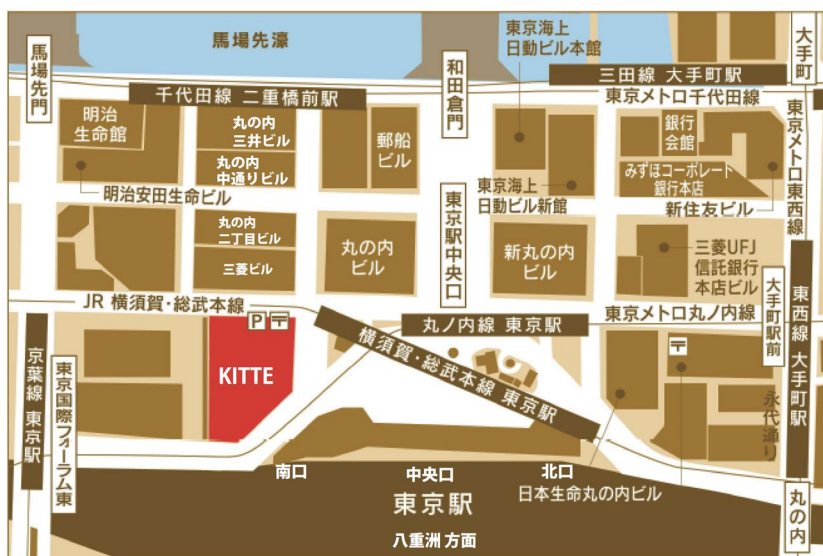 馬場先濠
東京海上
日動ビル本館
大手町
馬場先門
和田倉門
三田線 大手町駅
千代田線 二重橋前駅
東京メトロ千代田線
明治
生命館
丸の内
三井ビル
郵船
ビル
銀行
会館
東京メトロ東西線
丸の内
中通りビル
みずほコーポレート
銀行本店
明治安田生命ビル
東京海上
日動ビル新館
新住友ビル
東京駅中央口
丸の内
二丁目ビル
丸の内
ビル
新丸の内
ビル
三菱UFJ
信託銀行
本店ビル
三菱ビル
大手町駅前
東西線 大手町駅
JR 横須賀・総武本線
P 〒
丸ノ内線 東京駅
東京メトロ丸ノ内線
京葉線 東京駅
東京国際フォーラム東
KITTE
横須賀・総武本線 東京駅
〒
永代通り
南口
中央口
北口
日本生命丸の内ビル
丸の内
東京駅
八重洲 方面